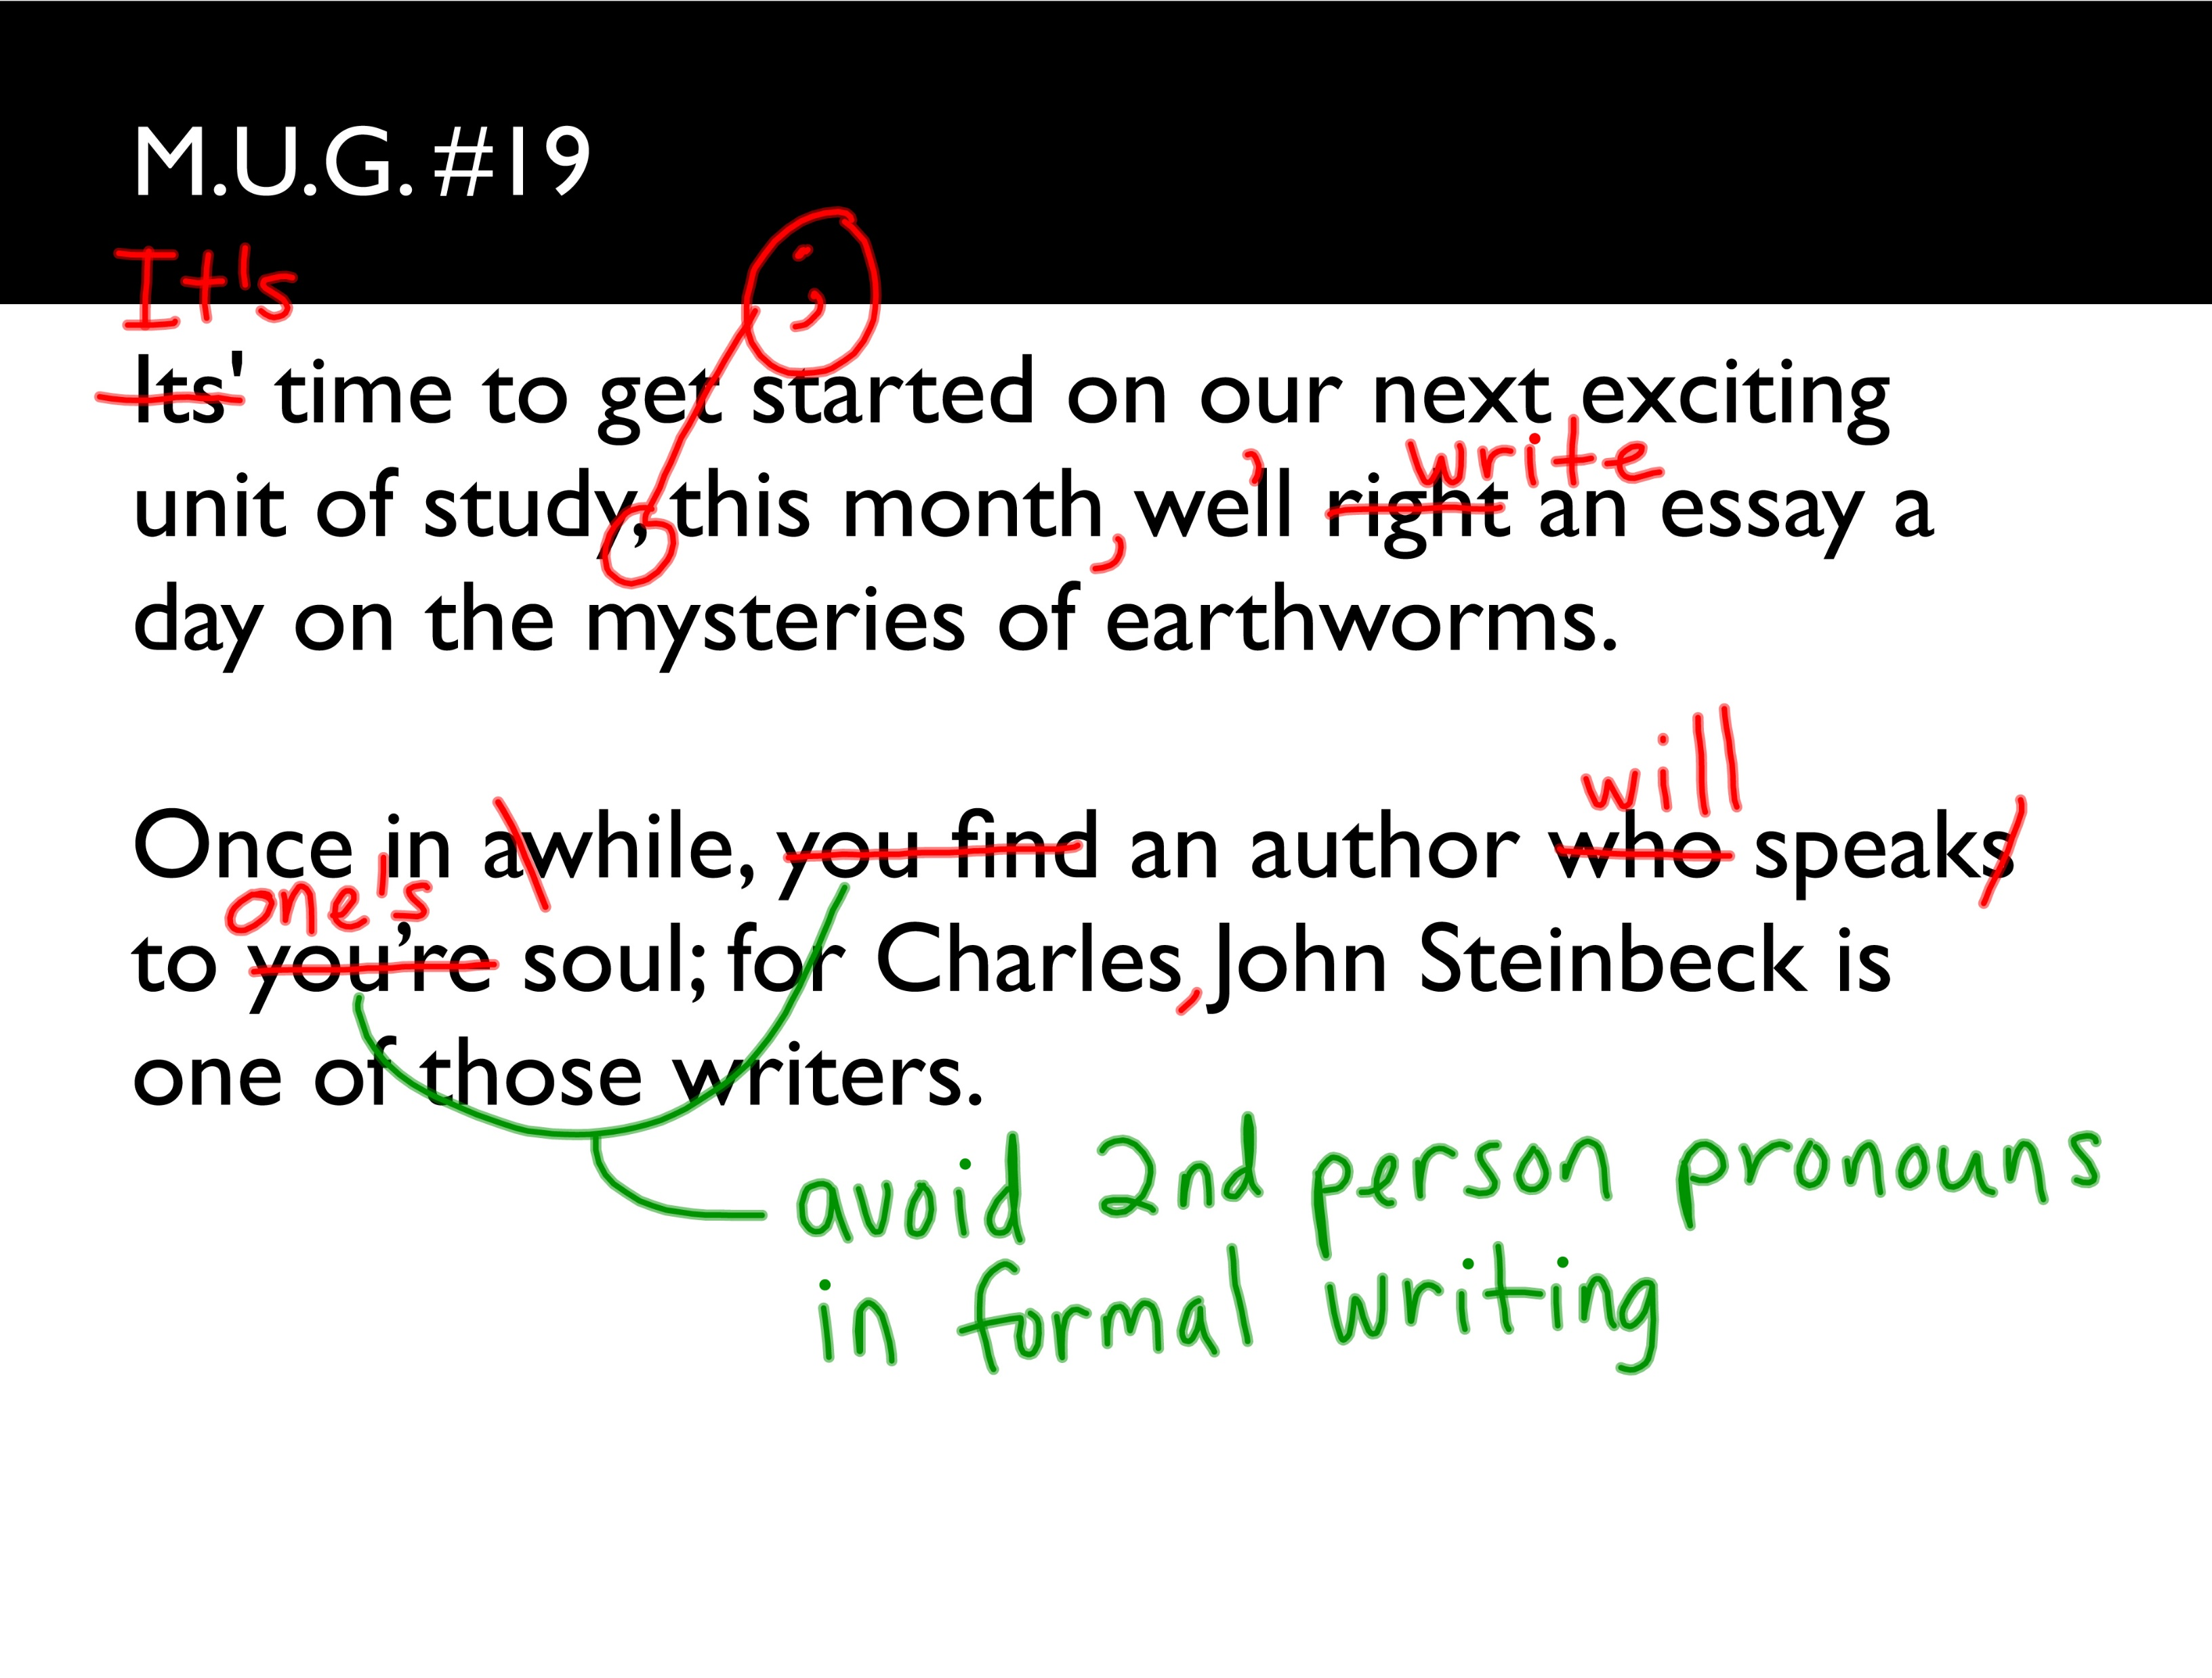 M.U.G. #19
It's
;
Its' time to get started on our next exciting
write
unit of study, this month, we'll right an essay a
day on the mysteries of earthworms.
will
Once in awhile, you find an author who speaks
one's
to you're soul; for Charles, John Steinbeck is
one of those writers.
avoid 2nd person pronouns
in formal writing